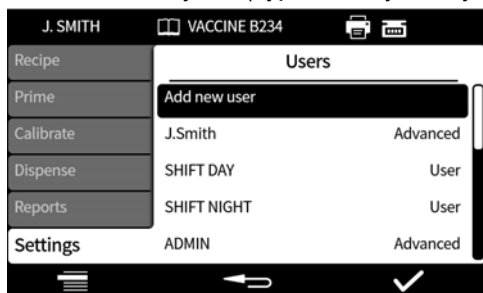 J. SMITH VACCINE B234
Recipe
Prime
Calibrate
Dispense
Reports
Settings
Users
Add new user
J.Smith Advanced
SHIFT DAY User
SHIFT NIGHT User
ADMIN Advanced